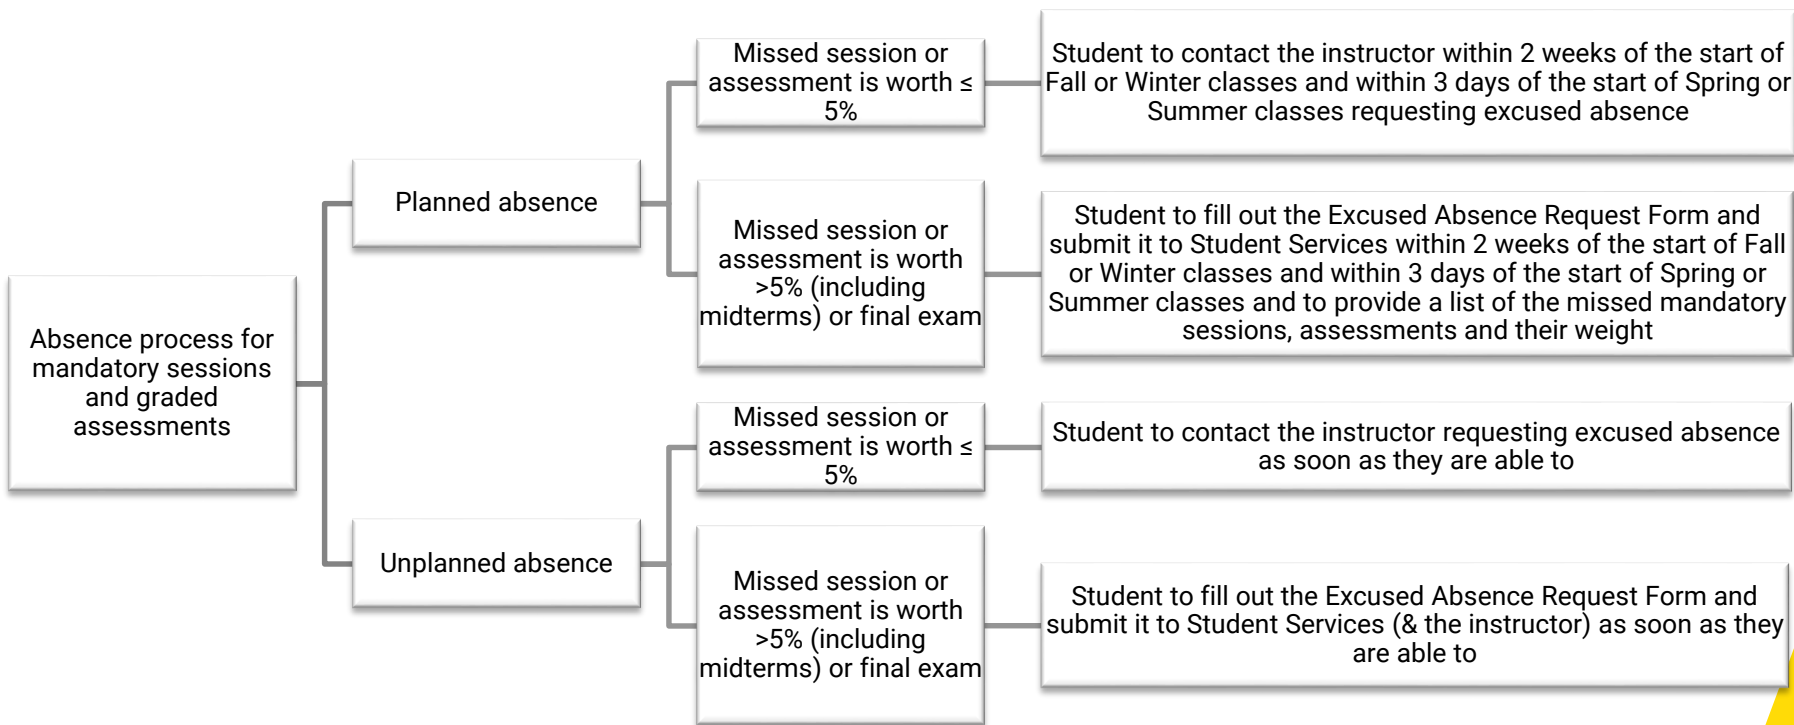 Absence process for
mandatory sessions
and graded
assessments
Planned absence
Missed session or
assessment is worth ≤
5%
Student to contact the instructor within 2 weeks of the start of
Fall or Winter classes and within 3 days of the start of Spring or
Summer classes requesting excused absence
Missed session or
assessment is worth
>5% (including
midterms) or final exam
Student to fill out the Excused Absence Request Form and
submit it to Student Services within 2 weeks of the start of Fall
or Winter classes and within 3 days of the start of Spring or
Summer classes and to provide a list of the missed mandatory
sessions, assessments and their weight
Unplanned absence
Missed session or
assessment is worth ≤
5%
Student to contact the instructor requesting excused absence
as soon as they are able to
Missed session or
assessment is worth
>5% (including
midterms) or final exam
Student to fill out the Excused Absence Request Form and
submit it to Student Services (& the instructor) as soon as they
are able to